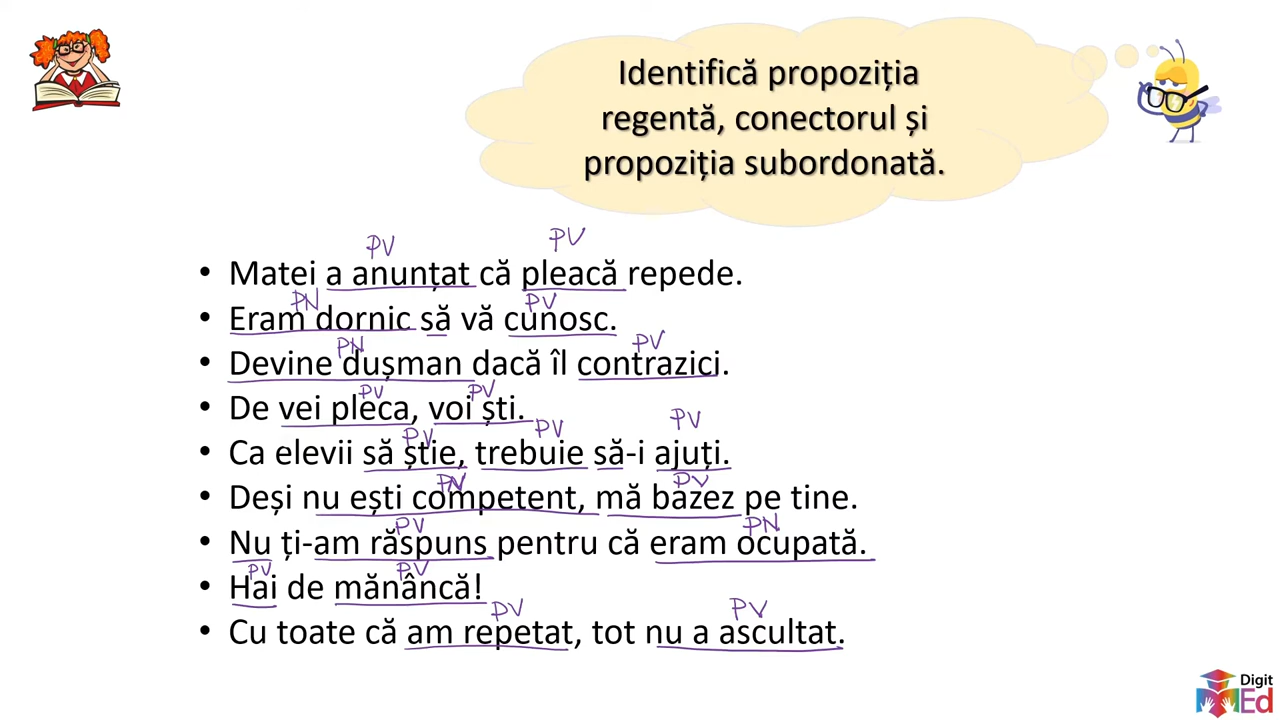 Identifică propoziția
regentă, conectorul și
propoziția subordonată.
PV PV
• Matei a anunțat că pleacă repede.
PN PV
• Eram dornic să vă cunosc.
PN PV
• Devine dușman dacă îl contrazici.
PV PV
• De vei pleca, voi ști.
PV PV PV
• Ca elevii să știe, trebuie să-i ajuți.
PN PV
• Deși nu ești competent, mă bazez pe tine.
PV PN
• Nu ți-am răspuns pentru că eram ocupată.
PV PV
• Hai de mănâncă!
PV PV
• Cu toate că am repetat, tot nu a ascultat.
Digit
Ed